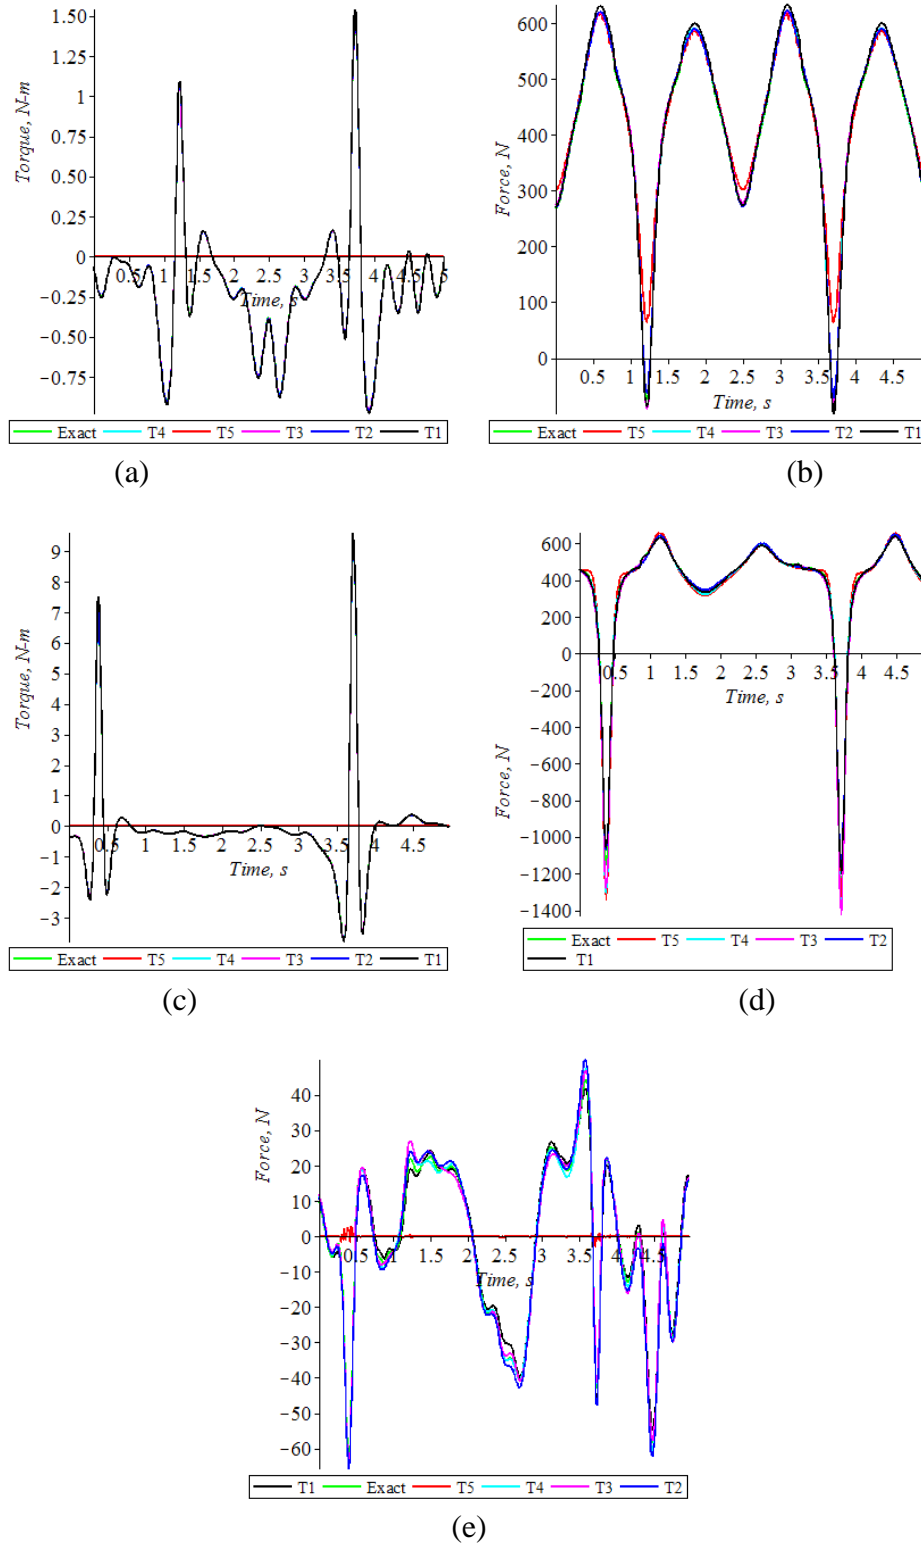 1.50
1
Torque, N-m
0.50
0.25
0
0.5 1 1.5 2 2.5 3 3.5 4 4.5 5
Time, s
−0.25
−0.50
−0.75
Exact T4 T5 T3 T2 T1
(a)
600
500
400
Force, N
300
200
100
0
0.5 1 1.5 2 2.5 3 3.5 4 4.5
Time, s
Exact T5 T4 T3 T2 T1
(b)
9
8
7
Torque, N-m
6
5
4
3
2
1
0
0.5 1 1.5 2 2.5 3 3.5 4 4.5
−1
Time, s
−2
−3
Exact T5 T4 T3 T2 T1
(c)
600
400
200
0
0.5 1 1.5 2 2.5 3 3.5 4 4.5
−200
Time, s
−400
Force, N
−600
−800
−1000
−1200
−1400
Exact T5 T4 T3 T2
T1
(d)
40
Force, N
30
20
10
0
0.5 1 1.5 2 2.5 3 3.5 4 4.5
−10
Time, s
−20
−30
−40
−50
−60
T1 Exact T5 T4 T3 T2
(e)